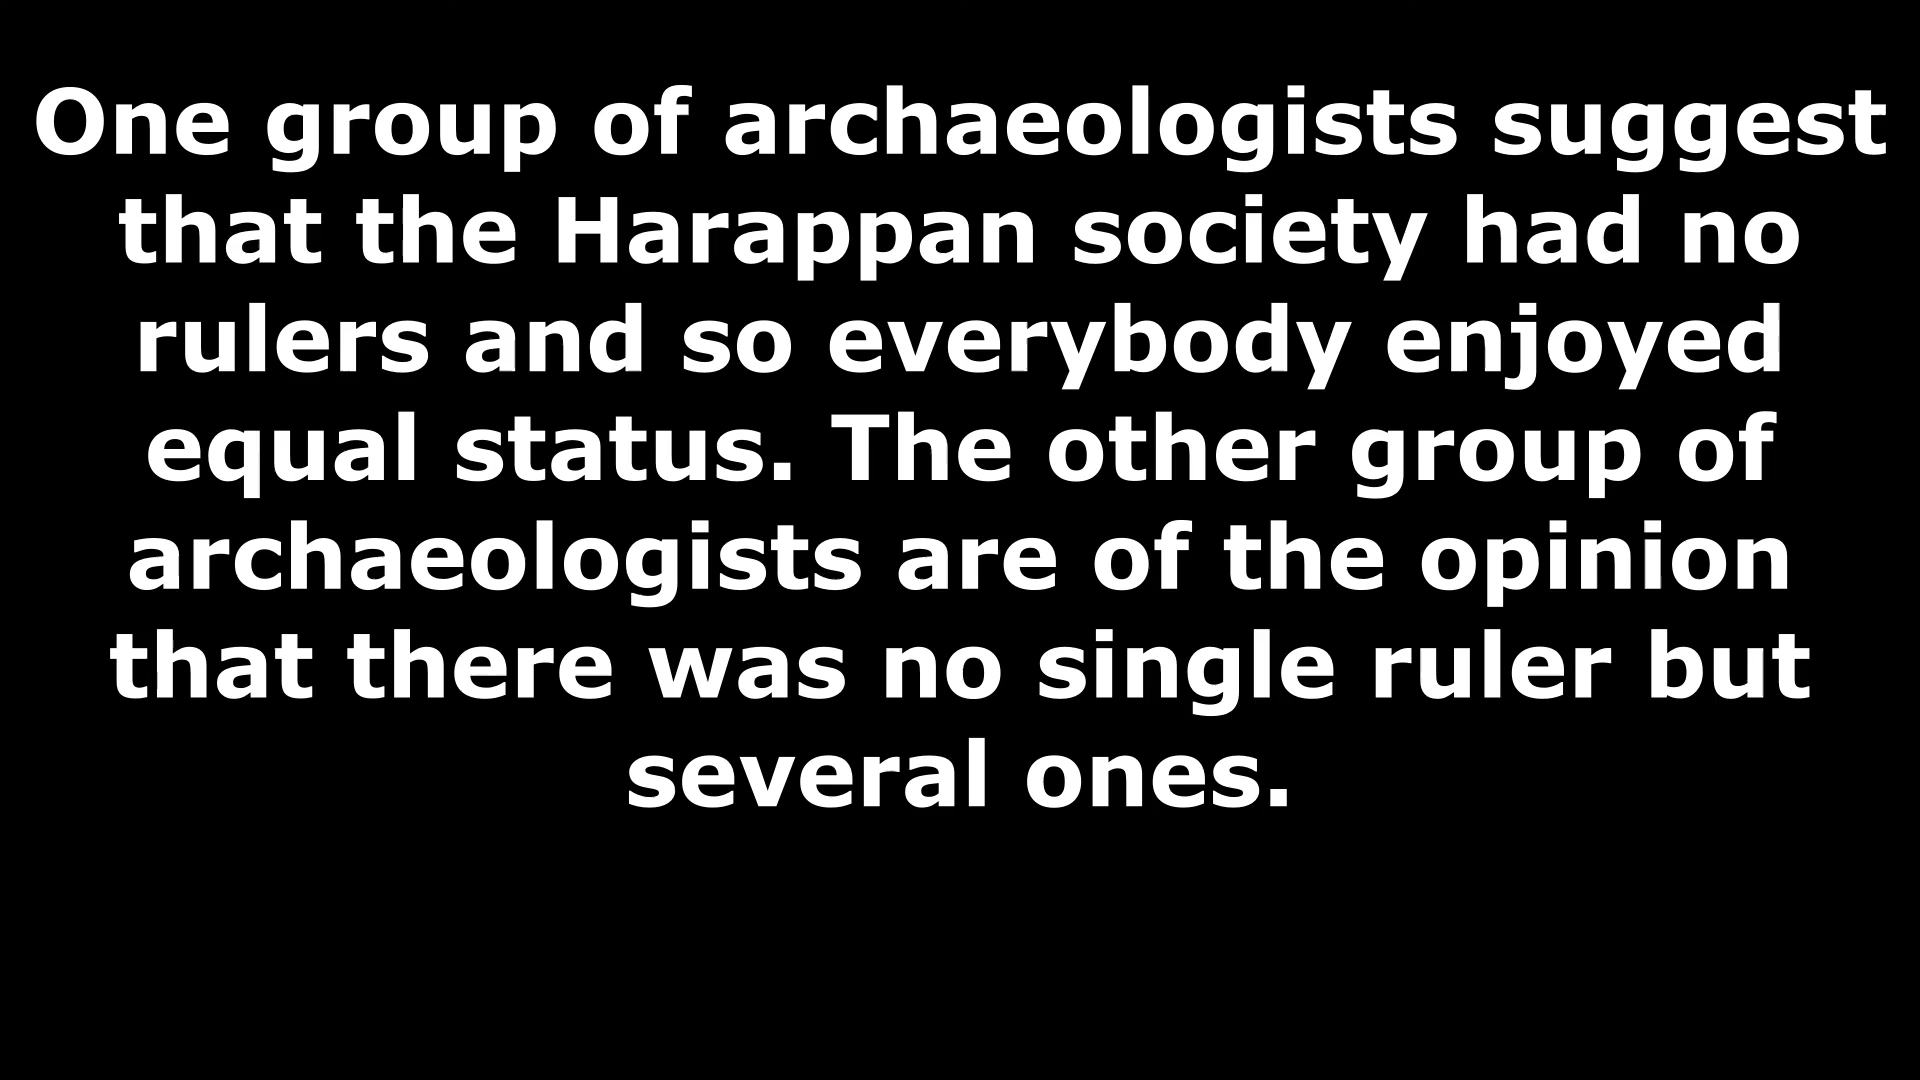 One group of archaeologists suggest
that the Harappan society had no
rulers and so everybody enjoyed
equal status. The other group of
archaeologists are of the opinion
that there was no single ruler but
several ones.